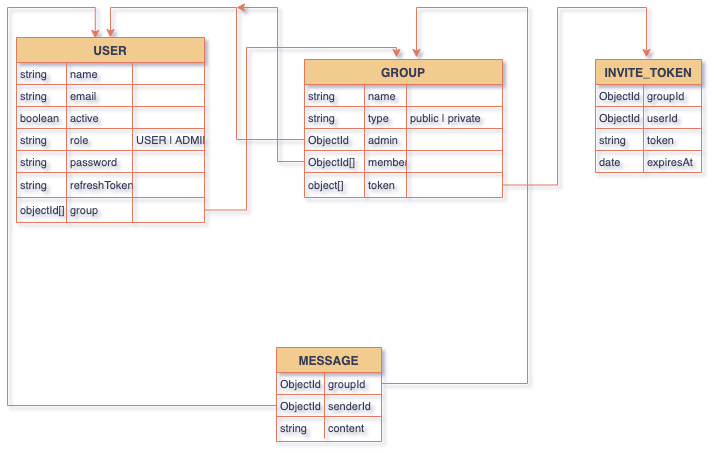 USER
string name
string email
boolean active
string role USER | ADMI
string password
string refreshToken
objectId[] group
GROUP
string name
string type public | private
ObjectId admin
ObjectId[] member
object[] token
INVITE_TOKEN
ObjectId groupId
ObjectId userId
string token
date expiresAt
MESSAGE
ObjectId groupId
ObjectId senderId
string content